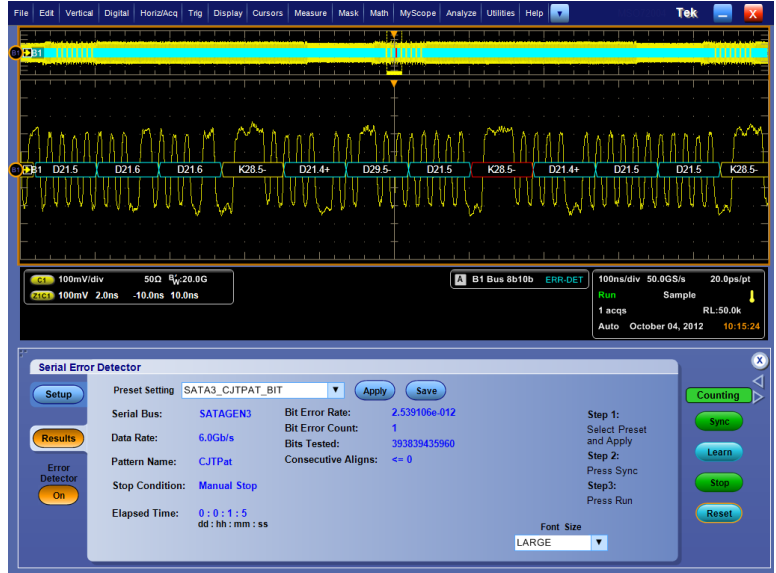 File Edit Vertical Digital Horiz/Acq Trig Display Cursors Measure Mask Math MyScope Analyze Utilities Help Tek X
B1 B1
B1 B1 D21.5 D21.6 D21.6 K28.5- D21.4+ D29.5- D21.5 K28.5- D21.4+ D21.5 D21.5 K28.5-
C1 100mV/div 50Ω BW:20.0G
Z1C1 100mV 2.0ns -10.0ns 10.0ns
A B1 Bus 8b10b ERR-DET
100ns/div 50.0GS/s 20.0ps/pt
Run Sample
1 acqs RL:50.0k
Auto October 04, 2012 10:15:24
Serial Error Detector
Setup
Results
Error
Detector
On
Preset Setting SATA3_CJTPAT_BIT Apply Save
Serial Bus: SATAGEN3
Data Rate: 6.0Gb/s
Pattern Name: CJTPat
Stop Condition: Manual Stop
Elapsed Time: 0 : 0 : 1 : 5
dd : hh : mm : ss
Bit Error Rate: 2.539106e-012
Bit Error Count: 1
Bits Tested: 393839435960
Consecutive Aligns: <= 0
Step 1:
Select Preset
and Apply
Step 2:
Press Sync
Step3:
Press Run
Font Size
LARGE
X
Counting
Sync
Learn
Stop
Reset